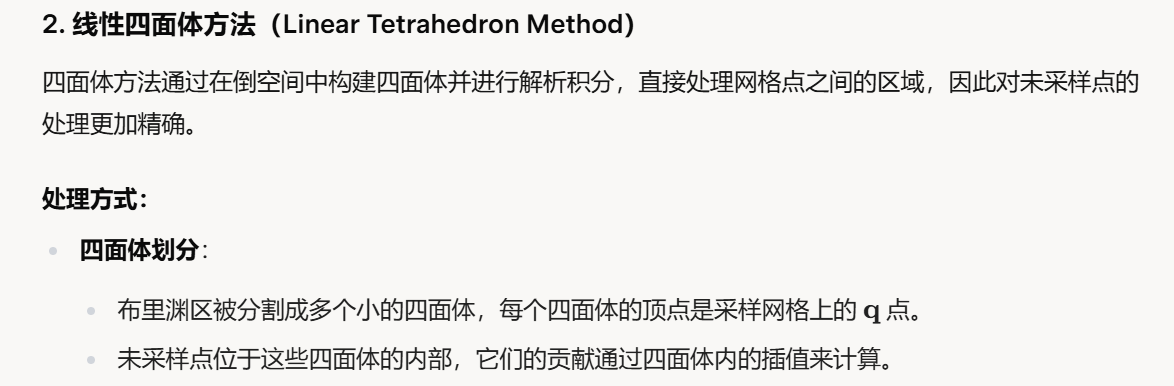 2. 线性四面体方法（Linear Tetrahedron Method）
四面体方法通过在倒空间中构建四面体并进行解析积分，直接处理网格点之间的区域，因此对未采样点的
处理更加精确。
处理方式：
四面体划分：
布里渊区被分割成多个小的四面体，每个四面体的顶点是采样网格上的 q 点。
未采样点位于这些四面体的内部，它们的贡献通过四面体内的插值来计算。